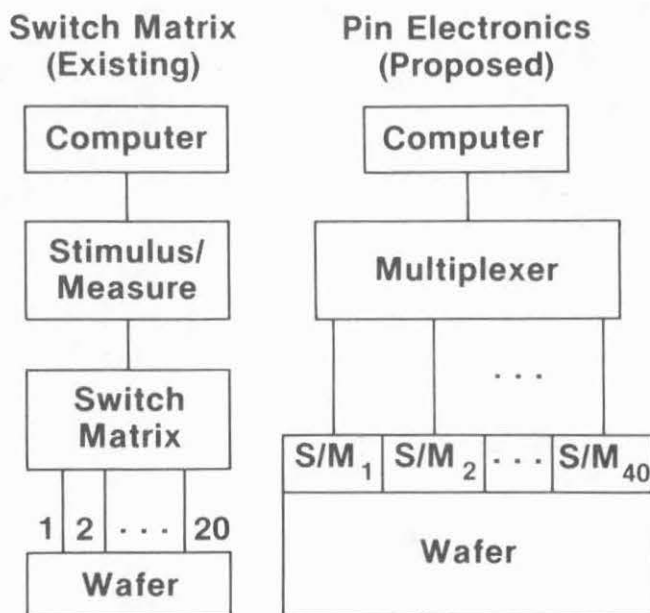 Switch Matrix
(Existing)
Computer
Stimulus/
Measure
Switch
Matrix
1 2 . . . 20
Wafer
Pin Electronics
(Proposed)
Computer
Multiplexer
. . .
S/M1 S/M2 . . . S/M40
Wafer